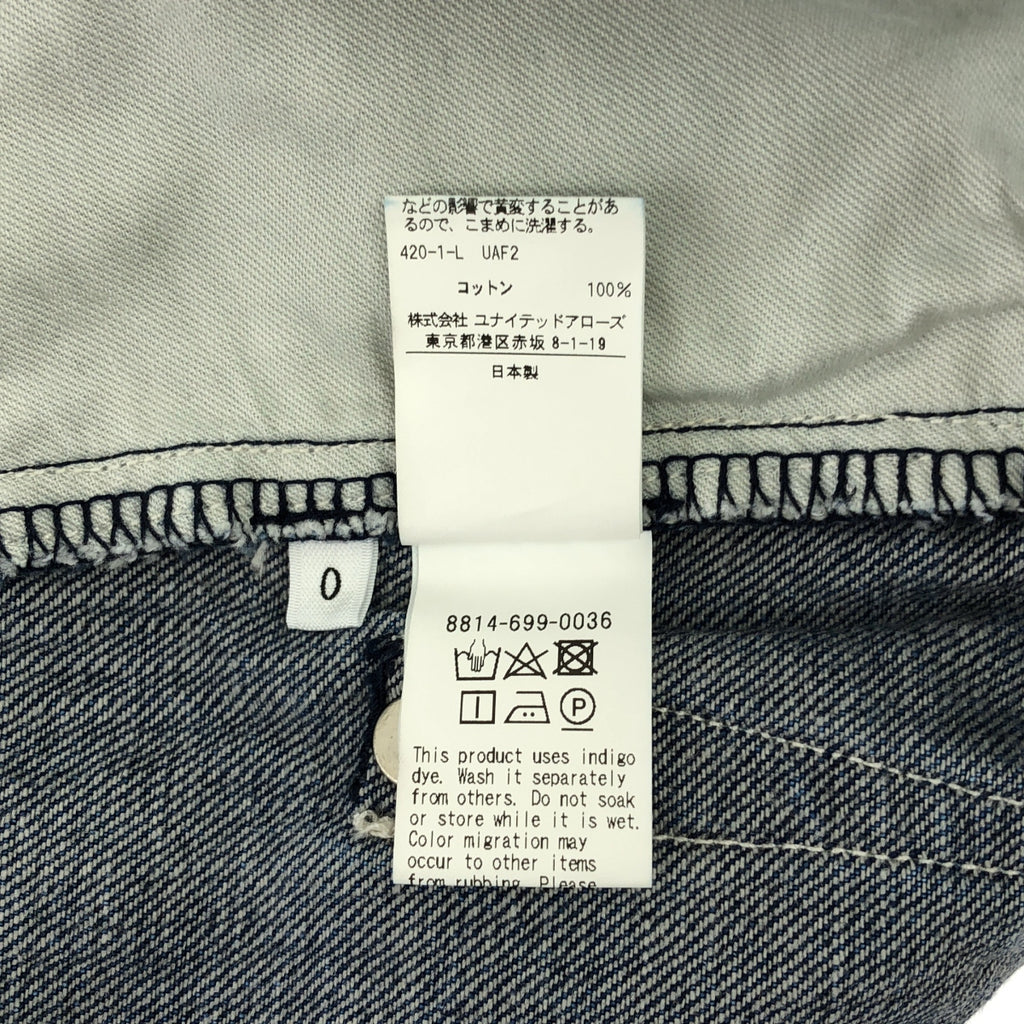 などの影響で黄変することがあ
るので、こまめに洗濯する。
420-1-L UAF2
コットン 100%
株式会社 ユナイテッドアローズ
東京都港区赤坂 8-1-19
日本製
0
8814-699-0036
P
This product uses indigo
dye. Wash it separately
from others. Do not soak
or store while it is wet.
Color migration may
occur to other items
from rubbing. Please